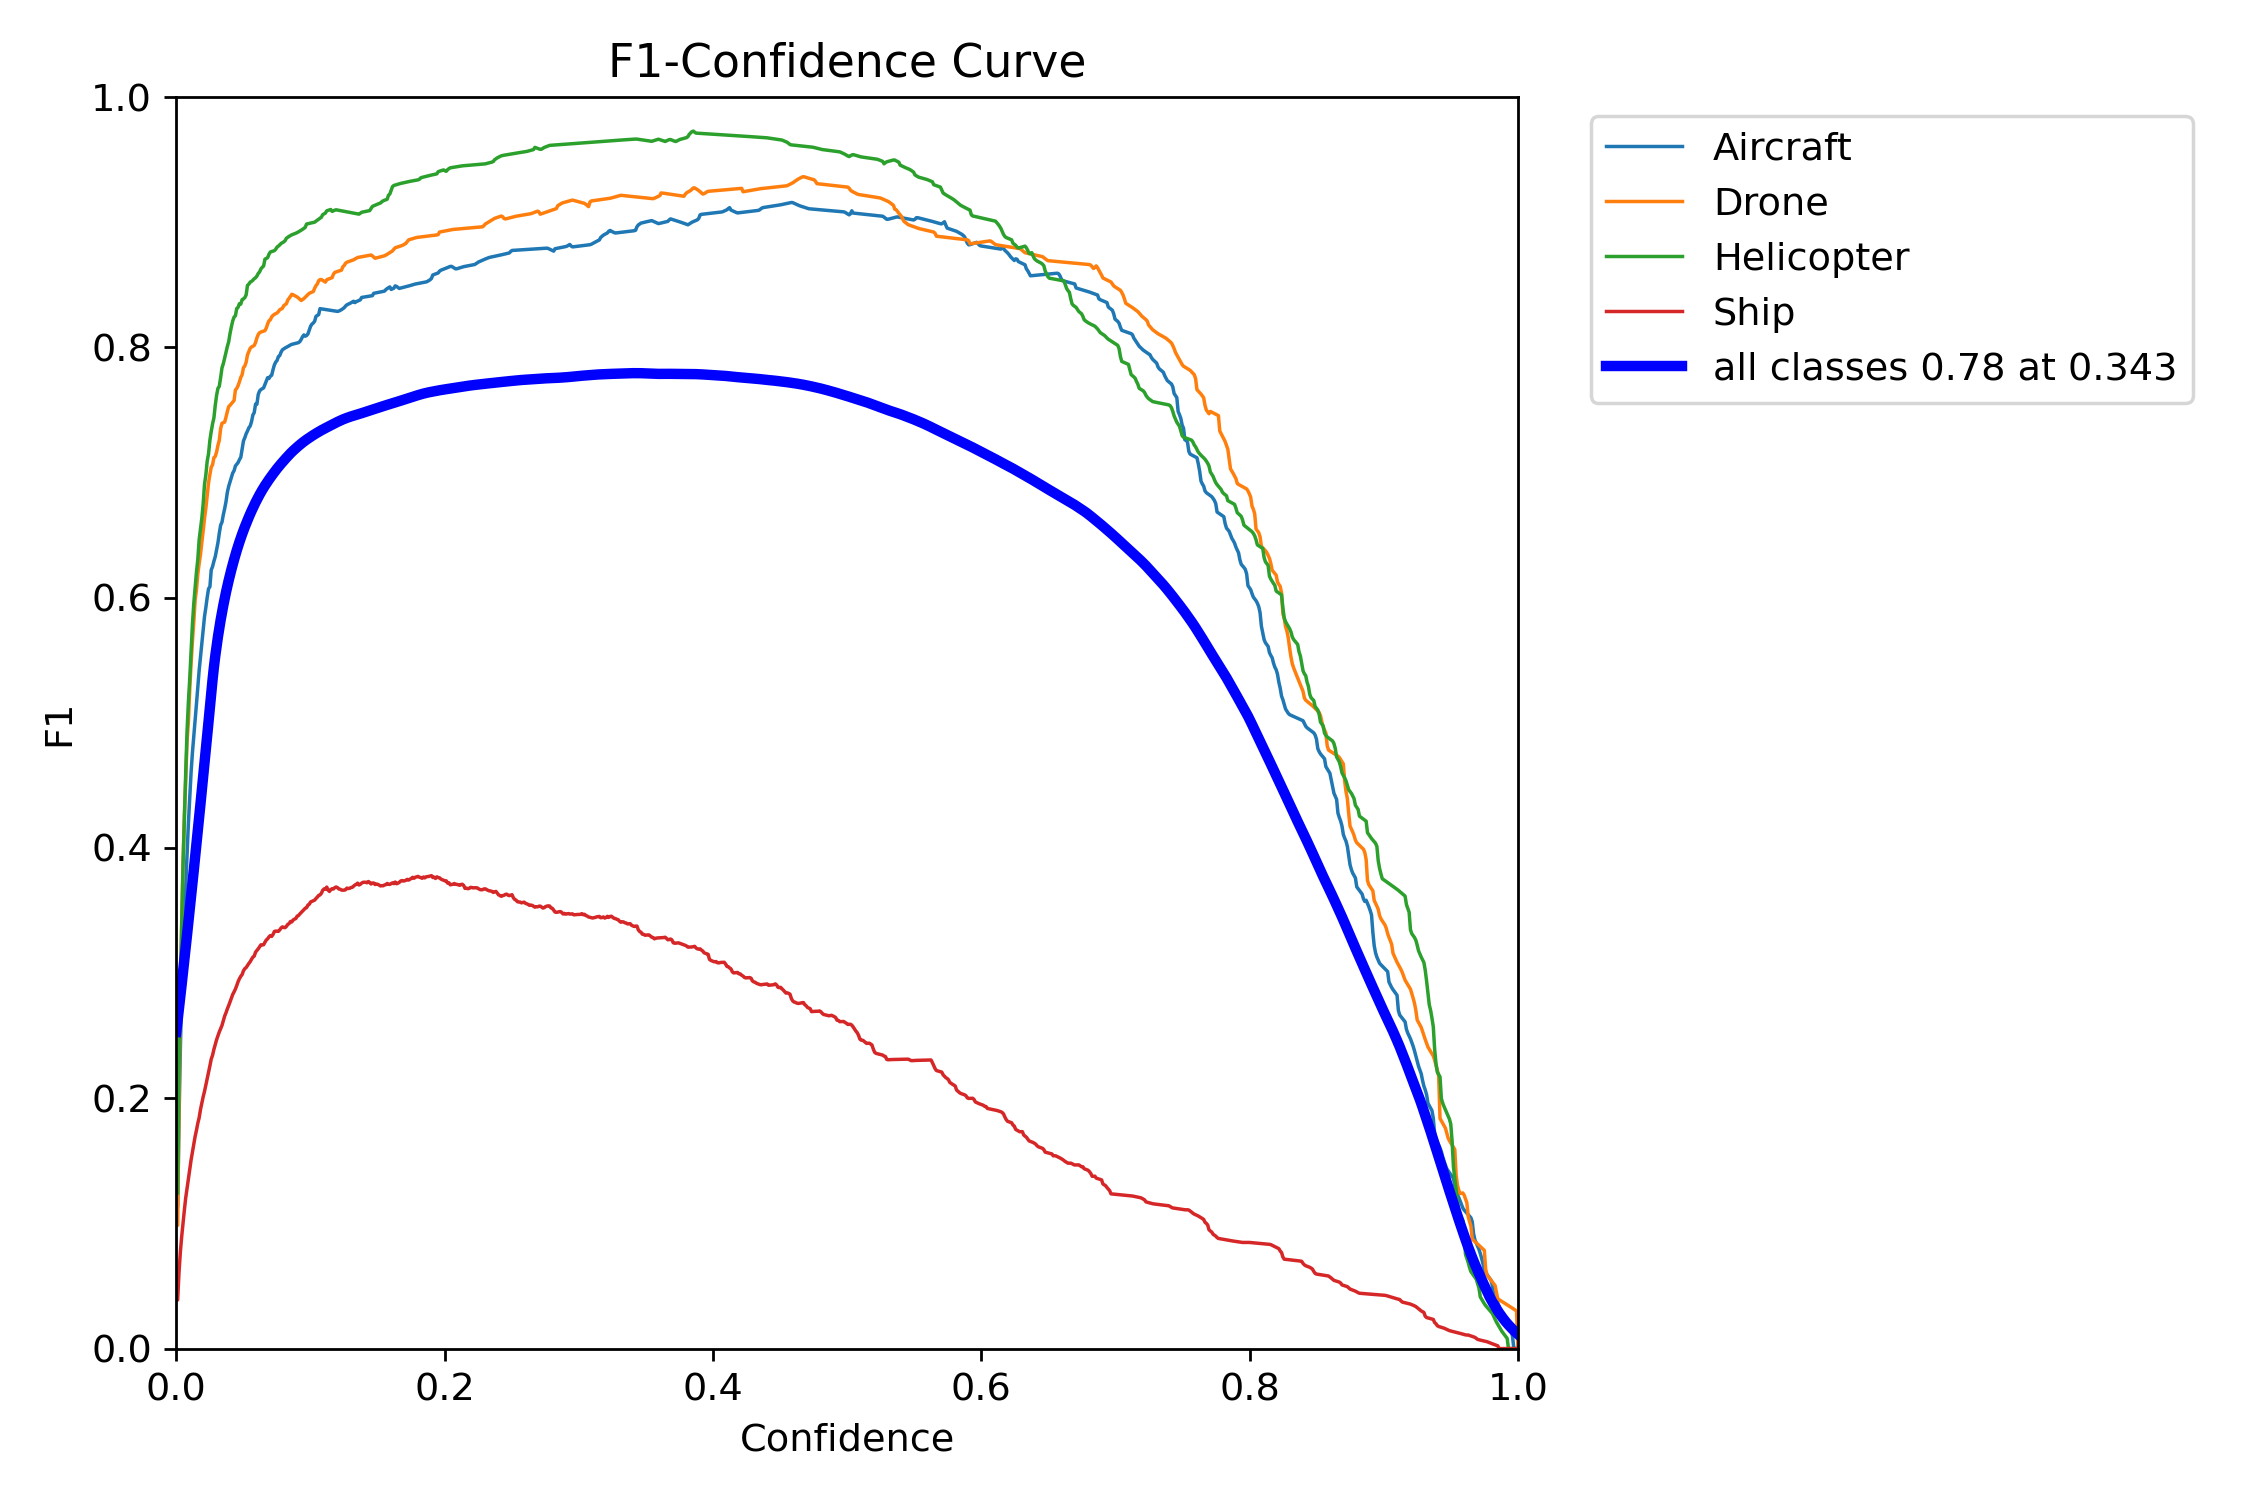 F1-Confidence Curve
1.0
0.8
0.6
0.4
0.2
0.0
F1
0.0 0.2 0.4 0.6 0.8 1.0
Confidence
Aircraft
Drone
Helicopter
Ship
all classes 0.78 at 0.343